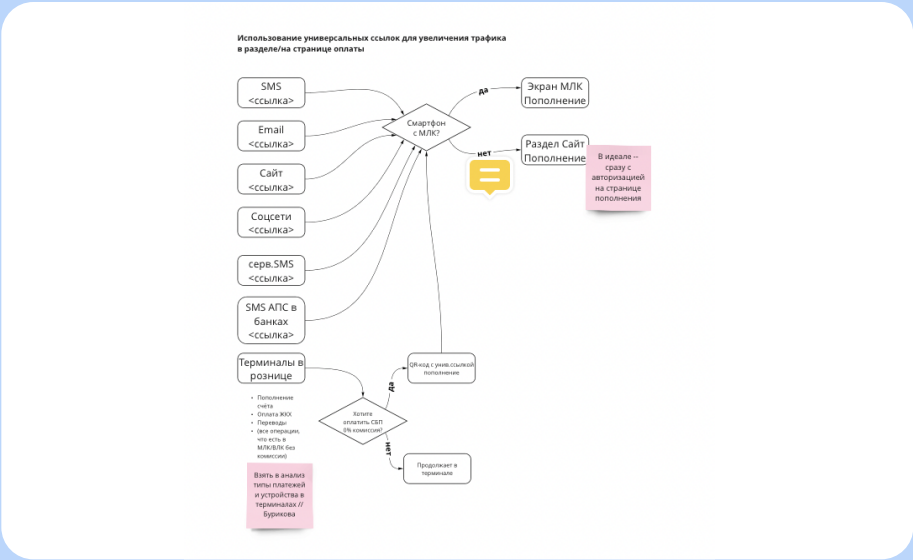 Использование универсальных ссылок для увеличения трафика
в разделе/на странице оплаты
SMS
<ссылка>
Email
<ссылка>
Сайт
<ссылка>
Соцсети
<ссылка>
серв.SMS
<ссылка>
SMS АПС в
банках
<ссылка>
Терминалы в
рознице
Смартфон
с МЛК?
да
Экран МЛК
Пополнение
нет
Раздел Сайт
Пополнение
В идеале --
сразу с
авторизацией
на странице
пополнения
QR-код с унив.ссылкой
пополнение
да
Хотите
оплатить СБП
0% комиссия?
нет
Продолжает в
терминале
• Пополнение
счёта
• Оплата ЖКХ
• Переводы
• (все операции,
что есть в
МЛК/ВЛК без
комиссии)
Взять в анализ
типы платежей
и устройства в
терминалах //
Бурикова